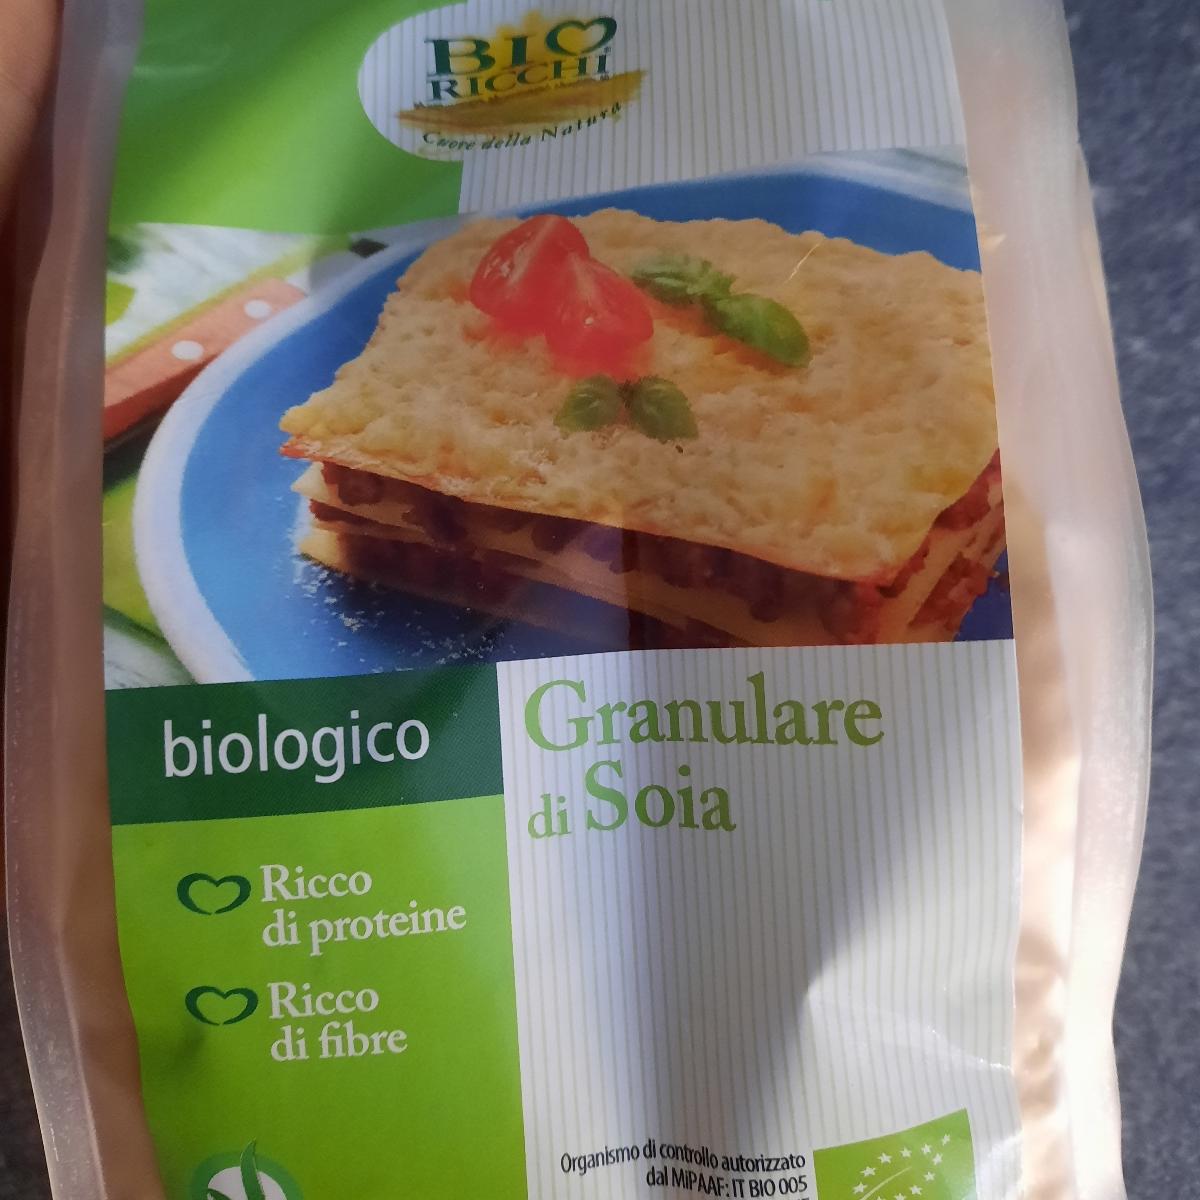 BIO
RICCHI
Cuore della Natura
biologico
Granulare
di Soia
Ricco
di proteine
Ricco
di fibre
Organismo di controllo autorizzato
dal MIPAAF: IT BIO 005